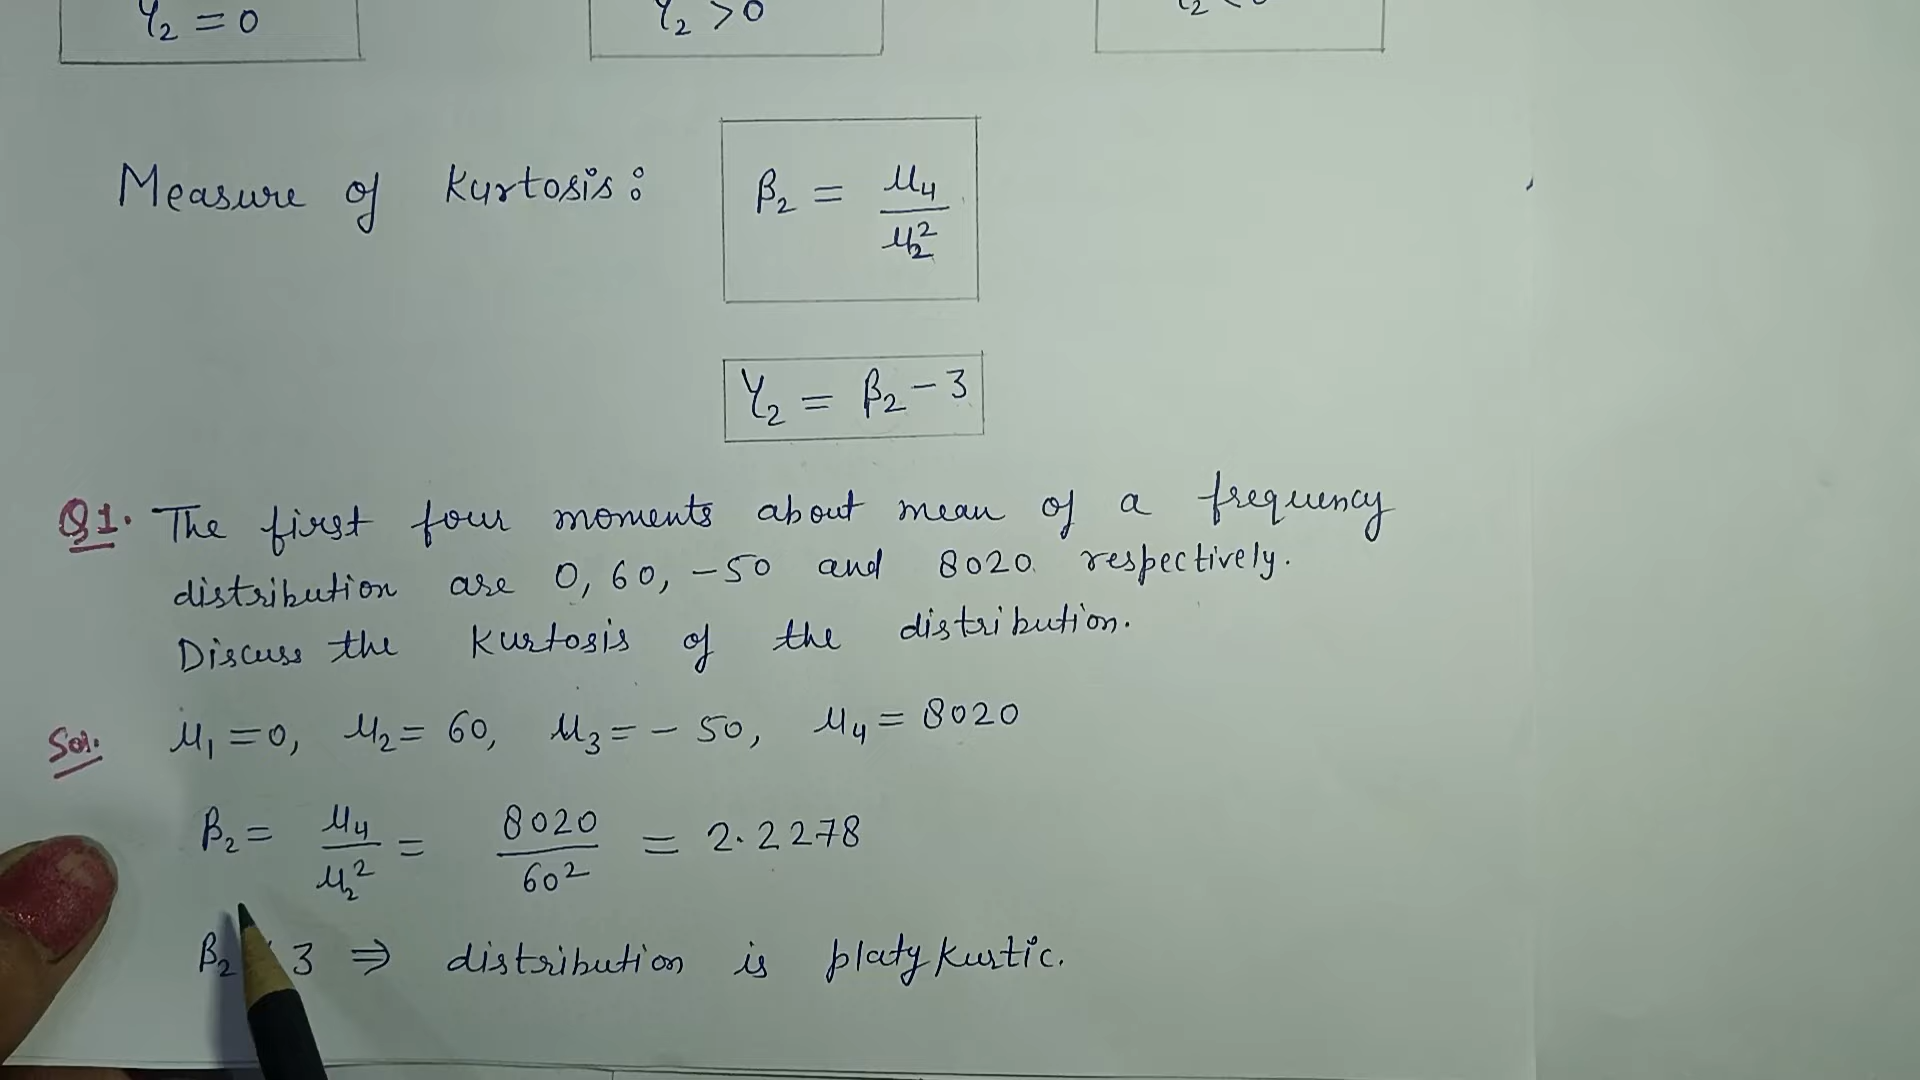 γ₂ = 0
γ₂ > 0
Measure of Kurtosis:
β₂ = μ₄ / μ₂²
γ₂ = β₂ - 3
Q1. The first four moments about mean of a frequency
distribution are 0, 60, -50 and 8020 respectively.
Discuss the Kurtosis of the distribution.
Sol. μ₁ = 0, μ₂ = 60, μ₃ = - 50, μ₄ = 8020
β₂ = μ₄ / μ₂² = 8020 / 60² = 2.2278
β₂ 3 ⇒ distribution is platykurtic.